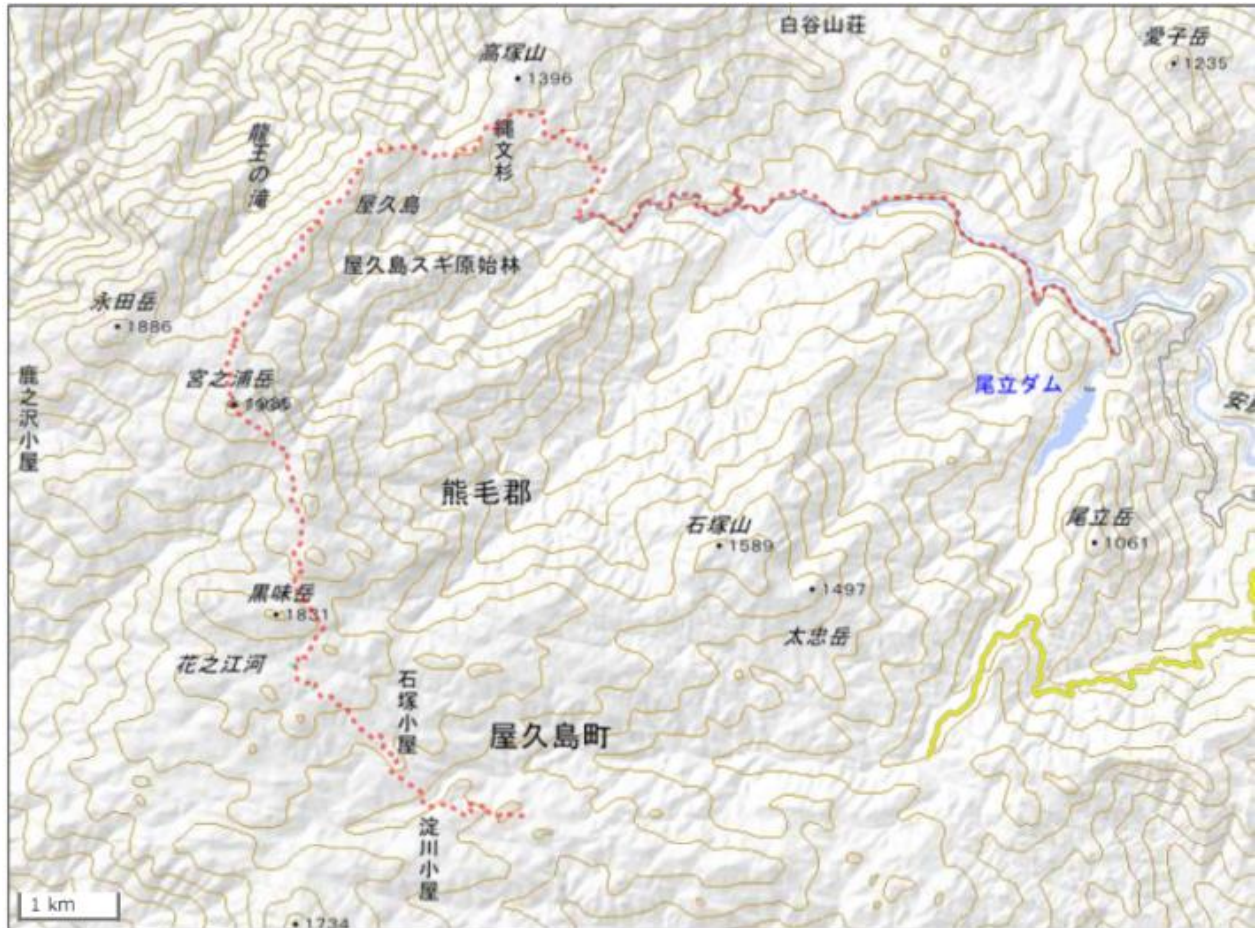 白谷山荘
愛子岳
1235
高塚山
1396
縄文杉
龍王の滝
屋久島
屋久島スギ原始林
永田岳
1886
宮之浦岳
鹿之沢小屋
尾立ダム
熊毛郡
石塚山
1589
尾立岳
1061
黒味岳
1831
1497
太忠岳
花之江河
石塚小屋
屋久島町
淀川小屋
1 km
1734